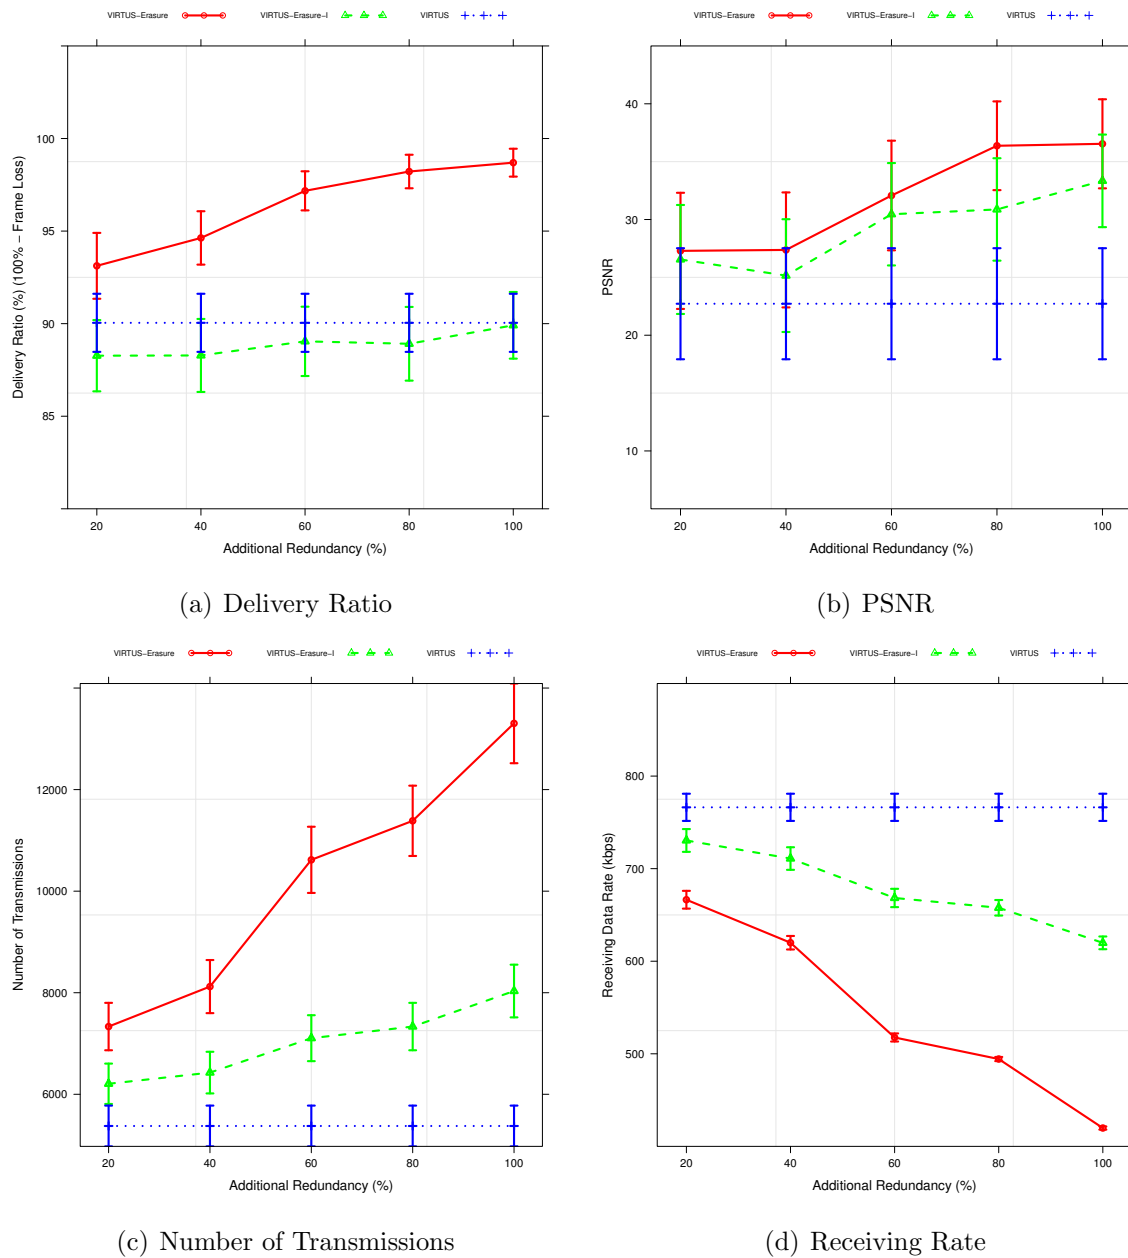 VIRTUS−Erasure VIRTUS−Erasure−I VIRTUS
Delivery Ratio (%) (100% − Frame Loss)
100
95
90
85
20 40 60 80 100
Additional Redundancy (%)
(a) Delivery Ratio
VIRTUS−Erasure VIRTUS−Erasure−I VIRTUS
PSNR
40
30
20
10
20 40 60 80 100
Additional Redundancy (%)
(b) PSNR
VIRTUS−Erasure VIRTUS−Erasure−I VIRTUS
Number of Transmissions
12000
10000
8000
6000
20 40 60 80 100
Additional Redundancy (%)
(c) Number of Transmissions
VIRTUS−Erasure VIRTUS−Erasure−I VIRTUS
Receiving Data Rate (kbps)
800
700
600
500
20 40 60 80 100
Additional Redundancy (%)
(d) Receiving Rate